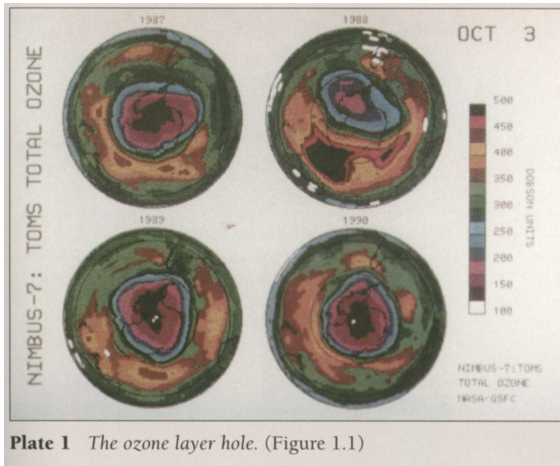 NIMBUS-7: TOMS TOTAL OZONE
1987
1988
OCT 3
500
450
400
350
300
250
200
150
100
DOBSON UNITS
1989
1990
NIMBUS-7:TOMS
TOTAL OZONE
NASA/GSFC
Plate 1 The ozone layer hole. (Figure 1.1)